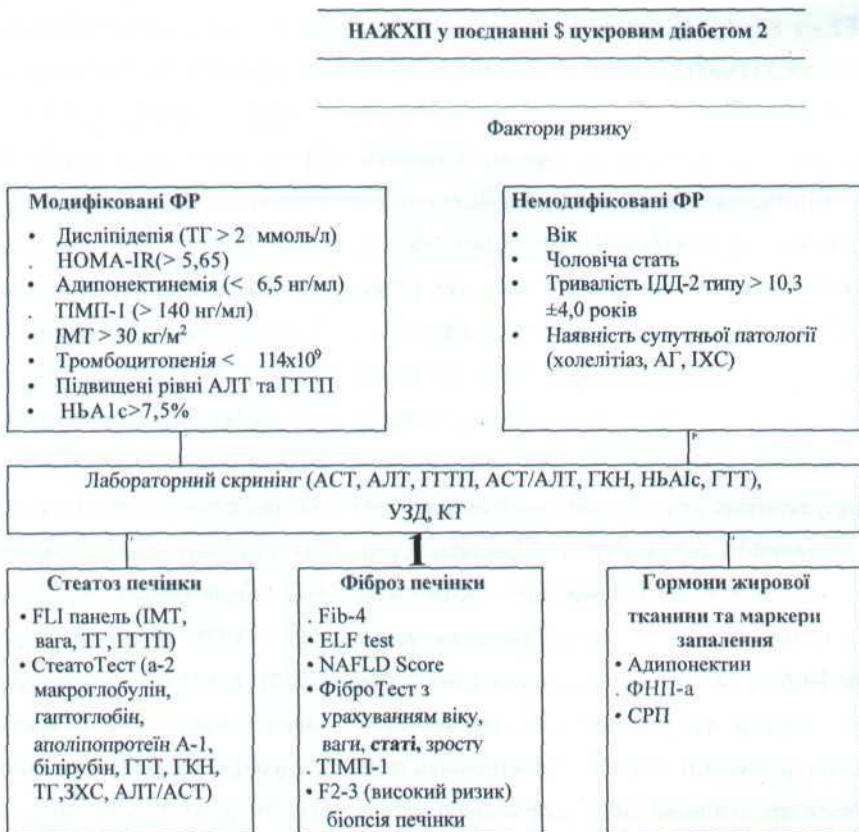 НАЖХП у поєднанні $ цукровим діабетом 2
Фактори ризику
Модифіковані ФР
• Дисліпідепія (ТГ > 2 ммоль/л)
. HOMA-IR(> 5,65)
• Адипонектинемія (< 6,5 нг/мл)
. ТІМП-1 (> 140 нг/мл)
• ІМТ > 30 кг/м²
• Тромбоцитопенія < 114x10⁹
• Підвищені рівні АЛТ та ГГТП
• HЬA1c>7,5%
Немодифіковані ФР
• Вік
• Чоловіча стать
• Тривалість ІДД-2 типу > 10,3
±4,0 років
• Наявність супутньої патології
(холелітіаз, АГ, ІХС)
Лабораторний скринінг (АСТ, АЛТ, ГГТП, АСТ/АЛТ, ГКН, НЬАІс, ГТТ),
УЗД, КТ
1
Стеатоз печінки
• FLI панель (ІМТ,
вага, ТГ, ГГТП)
• СтеатоТест (а-2
макроглобулін,
гаптоглобін,
аполіпопротеїн А-1,
білірубін, ГТТ, ГКН,
ТГ,ЗХС, АЛТ/АСТ)
Фіброз печінки
. Fib-4
• ELF test
• NAFLD Score
• ФіброТест з
урахуванням віку,
ваги, статі, зросту
ТІМП-1
• F2-3 (високий ризик)
біопсія печінки
Гормони жирової
тканини та маркери
запалення
• Адипонектин
. ФНП-а
• СРП